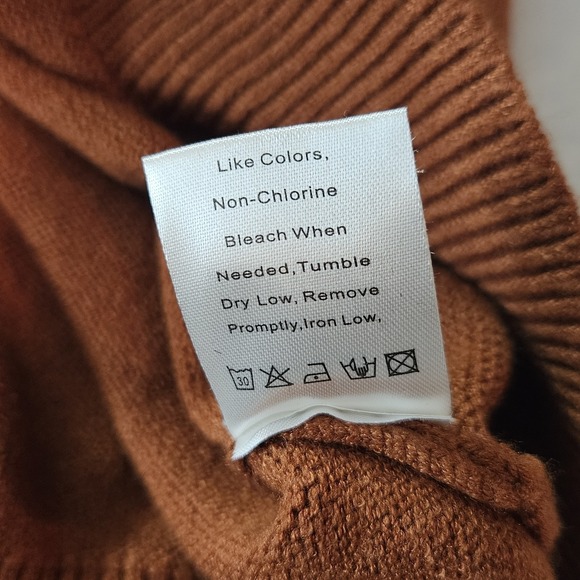 Like Colors,
Non-Chlorine
Bleach When
Needed,Tumble
Dry Low, Remove
Promptly,Iron Low,
30